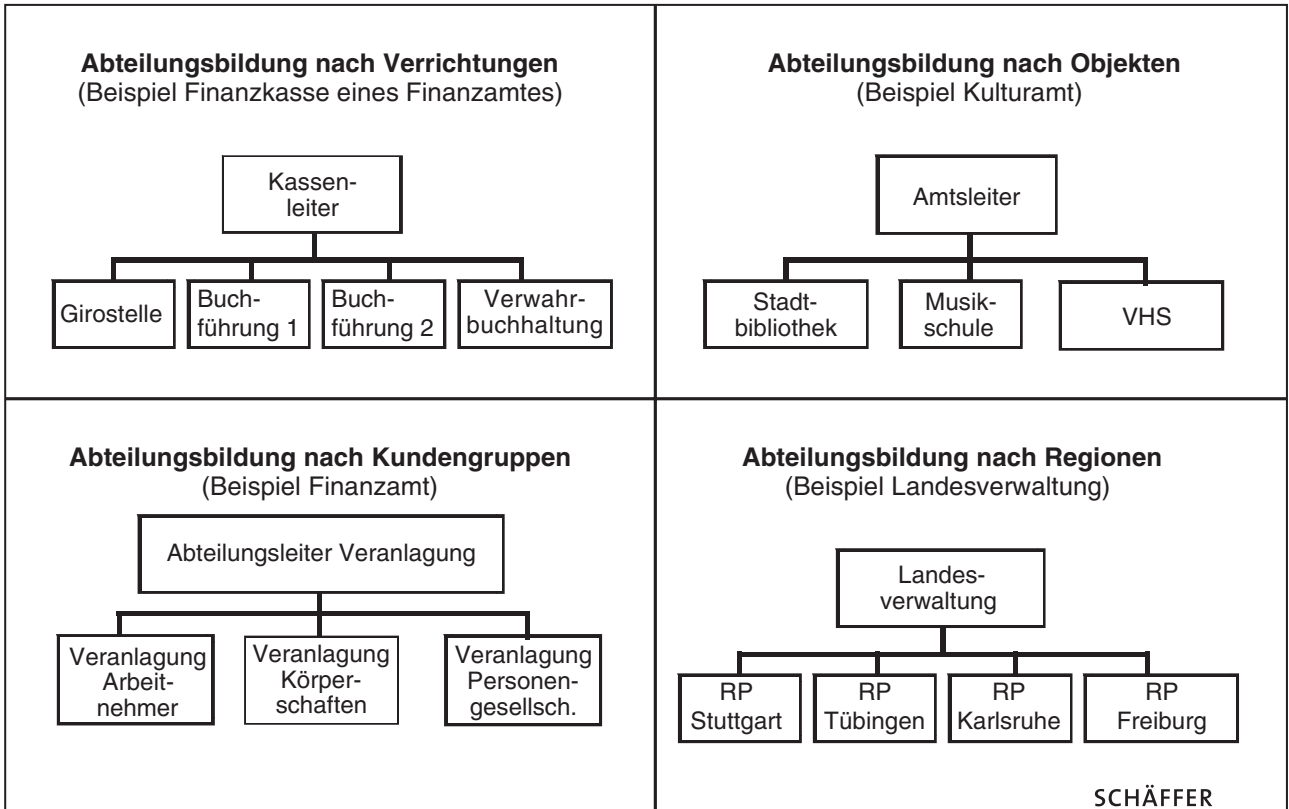 Abteilungsbildung nach Verrichtungen
(Beispiel Finanzkasse eines Finanzamtes)
Kassen-
leiter
Girostelle
Buch-
führung 1
Buch-
führung 2
Verwahr-
buchhaltung
Abteilungsbildung nach Objekten
(Beispiel Kulturamt)
Amtsleiter
Stadt-
bibliothek
Musik-
schule
VHS
Abteilungsbildung nach Kundengruppen
(Beispiel Finanzamt)
Abteilungsleiter Veranlagung
Veranlagung
Arbeit-
nehmer
Veranlagung
Körper-
schaften
Veranlagung
Personen-
gesellsch.
Abteilungsbildung nach Regionen
(Beispiel Landesverwaltung)
Landes-
verwaltung
RP
Stuttgart
RP
Tübingen
RP
Karlsruhe
RP
Freiburg
SCHÄFFER